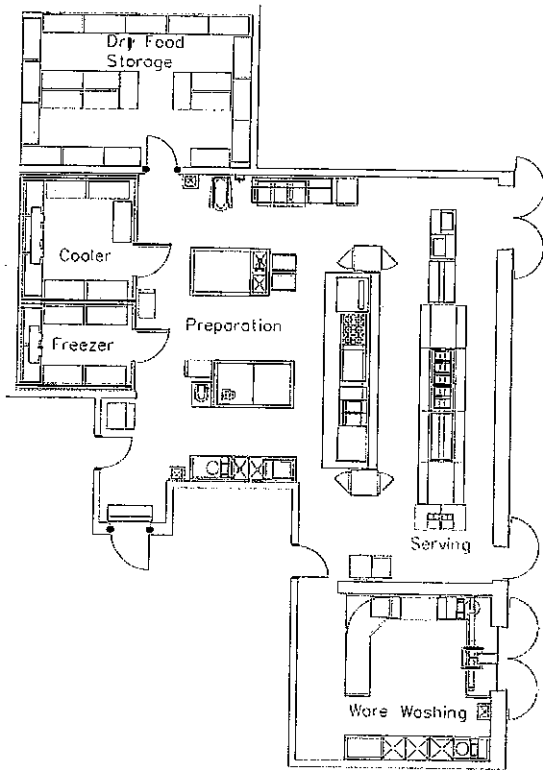 Dry Food
Storage
Cooler
Preparation
Freezer
Serving
Ware Washing